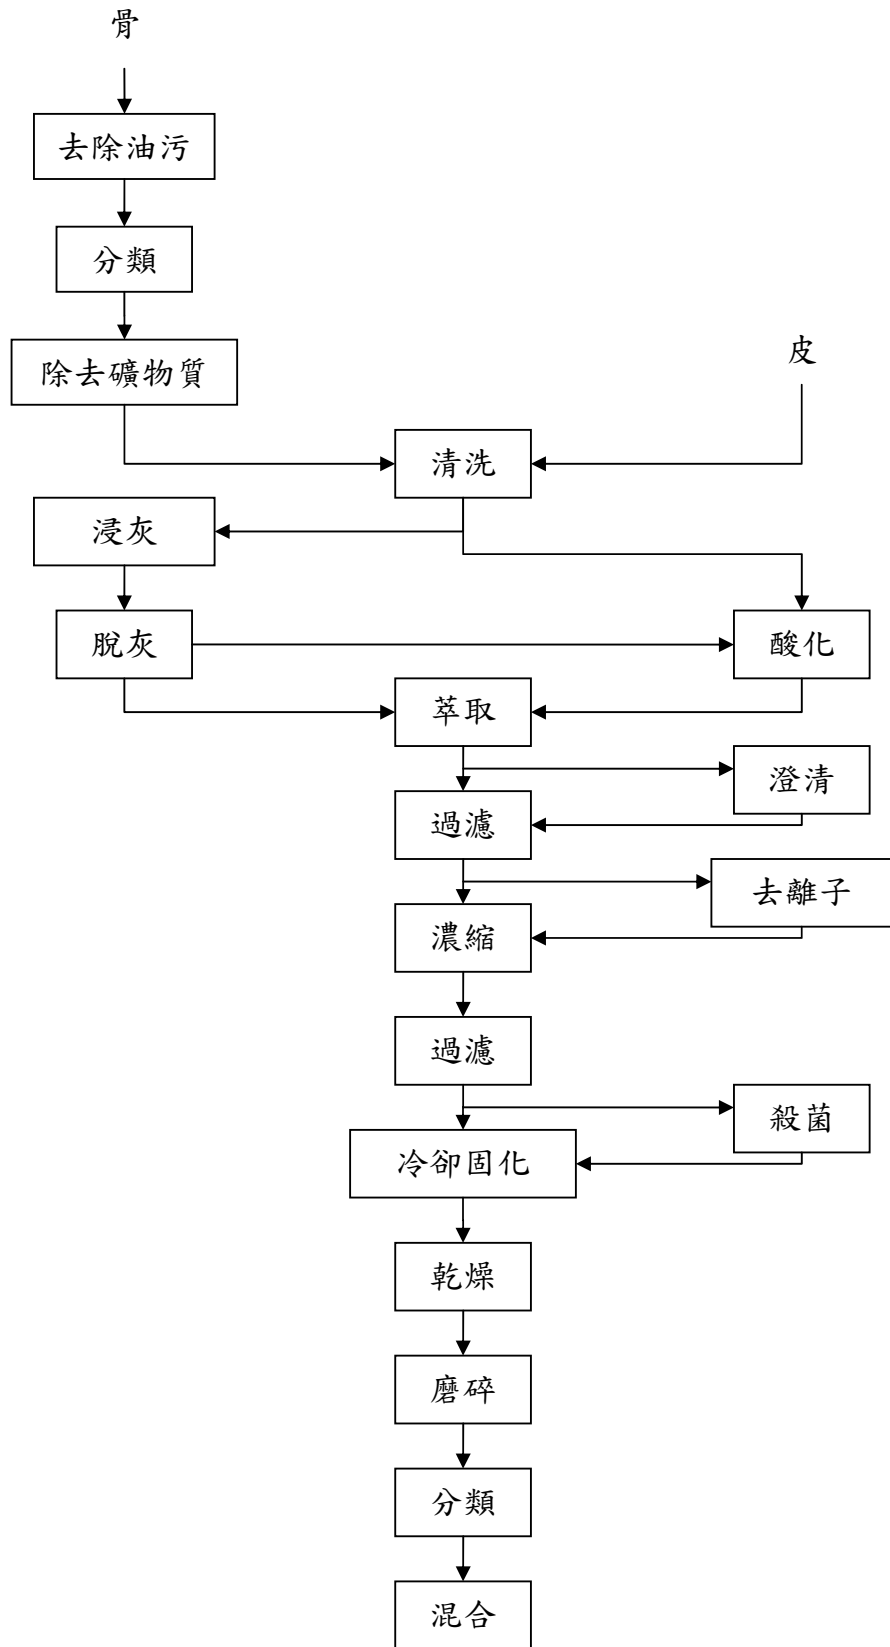 骨
去除油污
分類
除去礦物質
皮
清洗
浸灰
脫灰
酸化
萃取
澄清
過濾
去離子
濃縮
過濾
殺菌
冷卻固化
乾燥
磨碎
分類
混合